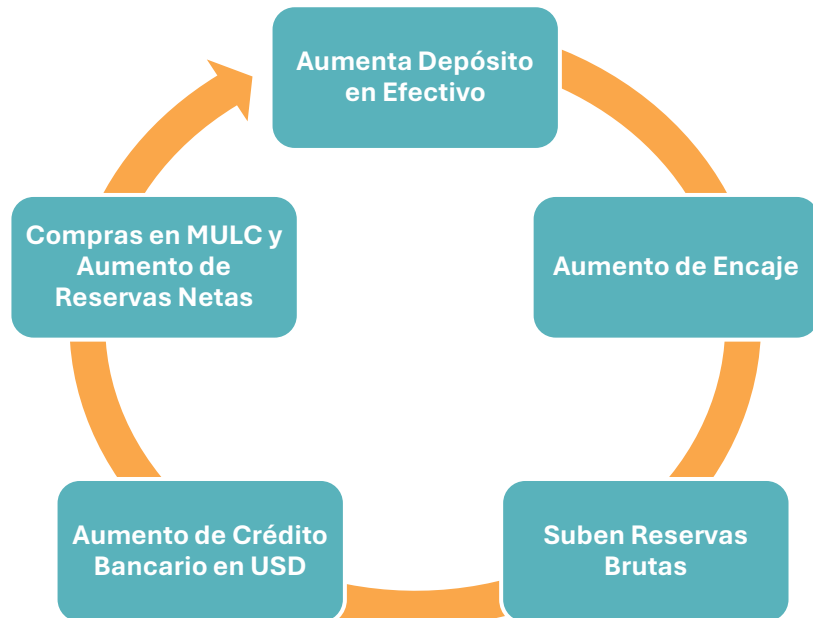 Aumenta Depósito
en Efectivo
Aumento de Encaje
Suben Reservas
Brutas
Aumento de Crédito
Bancario en USD
Compras en MULC y
Aumento de
Reservas Netas